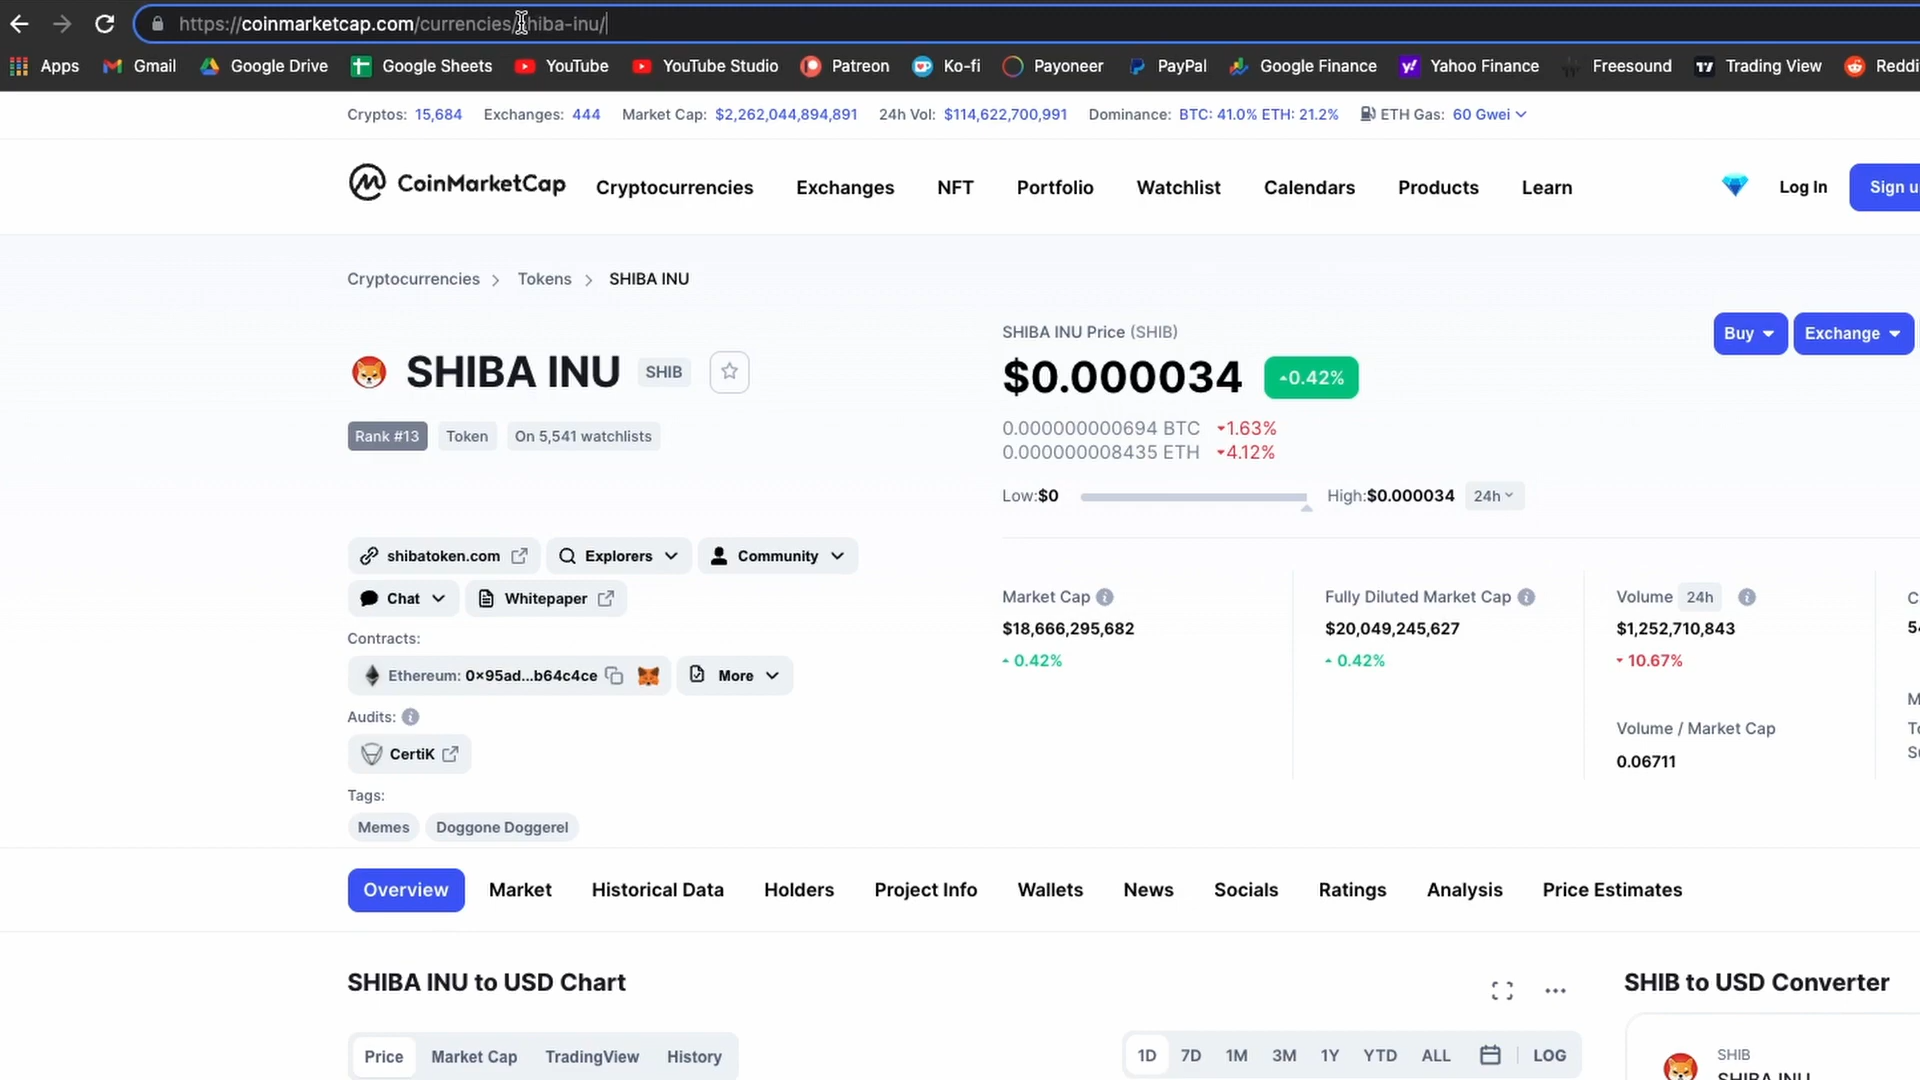 https://coinmarketcap.com/currencies/shiba-inu/
Apps Gmail Google Drive Google Sheets YouTube YouTube Studio Patreon Ko-fi Payoneer PayPal Google Finance Yahoo Finance Freesound Trading View Reddi
Cryptos: 15,684 Exchanges: 444 Market Cap: $2,262,044,894,891 24h Vol: $114,622,700,991 Dominance: BTC: 41.0% ETH: 21.2% ETH Gas: 60 Gwei
CoinMarketCap Cryptocurrencies Exchanges NFT Portfolio Watchlist Calendars Products Learn Log In Sign u
Cryptocurrencies > Tokens > SHIBA INU
SHIBA INU SHIB
Rank #13 Token On 5,541 watchlists
shibatoken.com Explorers Community
Chat Whitepaper
Contracts:
Ethereum: 0x95ad...b64c4ce More
Audits:
CertiK
Tags:
Memes Doggone Doggerel
SHIBA INU Price (SHIB)
$0.000034 0.42%
0.000000000694 BTC 1.63%
0.000000008435 ETH 4.12%
Low:$0 High:$0.000034 24h
Buy Exchange
Market Cap
$18,666,295,682
0.42%
Fully Diluted Market Cap
$20,049,245,627
0.42%
Volume 24h
$1,252,710,843
10.67%
Volume / Market Cap
0.06711
Overview Market Historical Data Holders Project Info Wallets News Socials Ratings Analysis Price Estimates
SHIBA INU to USD Chart
Price Market Cap TradingView History
1D 7D 1M 3M 1Y YTD ALL LOG
SHIB to USD Converter
SHIB
SHIBA INU